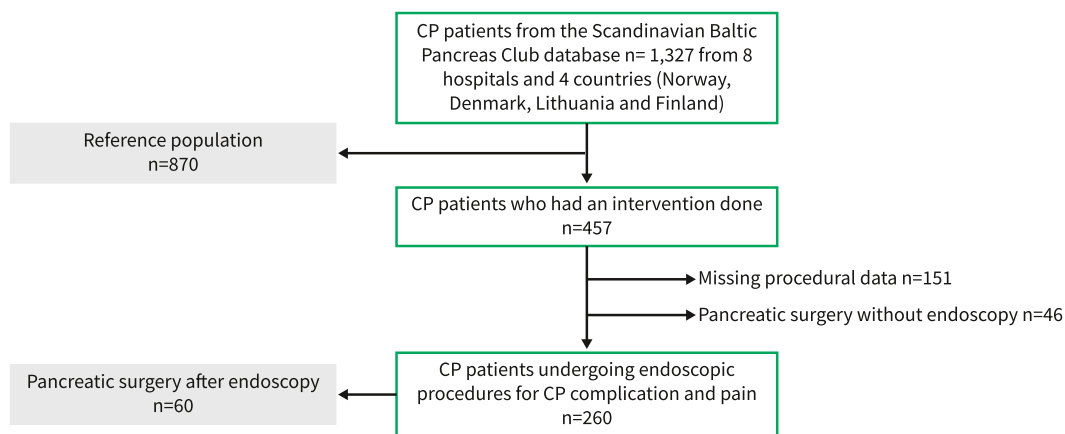 CP patients from the Scandinavian Baltic
Pancreas Club database n= 1,327 from 8
hospitals and 4 countries (Norway,
Denmark, Lithuania and Finland)
Reference population
n=870
CP patients who had an intervention done
n=457
Missing procedural data n=151
Pancreatic surgery without endoscopy n=46
CP patients undergoing endoscopic
procedures for CP complication and pain
n=260
Pancreatic surgery after endoscopy
n=60